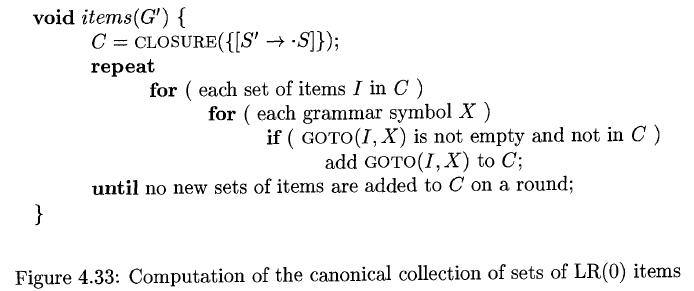 void items(G′) {
C = CLOSURE({[S′ → ·S]});
repeat
for ( each set of items I in C )
for ( each grammar symbol X )
if ( GOTO(I, X) is not empty and not in C )
add GOTO(I, X) to C;
until no new sets of items are added to C on a round;
}
Figure 4.33: Computation of the canonical collection of sets of LR(0) items